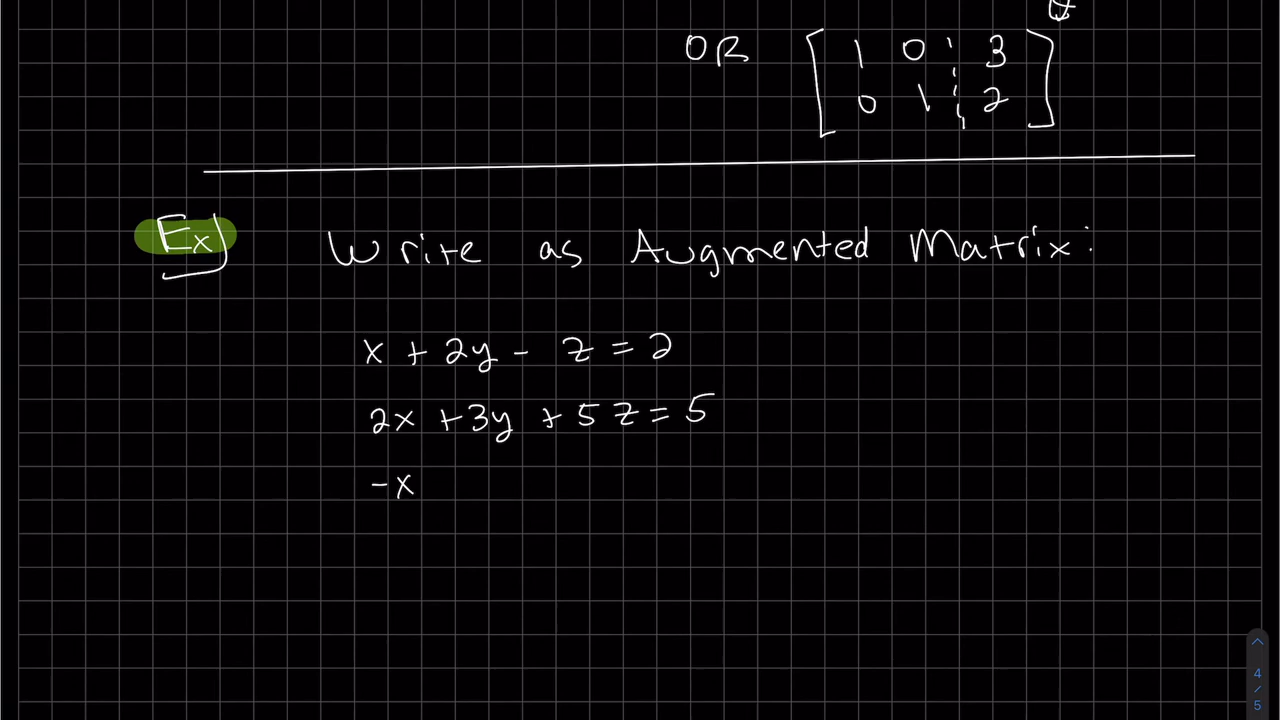 OR [ 1 0 ¦ 3 ]
[ 0 1 ¦ 2 ]
Ex
Write as Augmented Matrix:
x + 2y - z = 2
2x + 3y + 5z = 5
-x
4
/
5